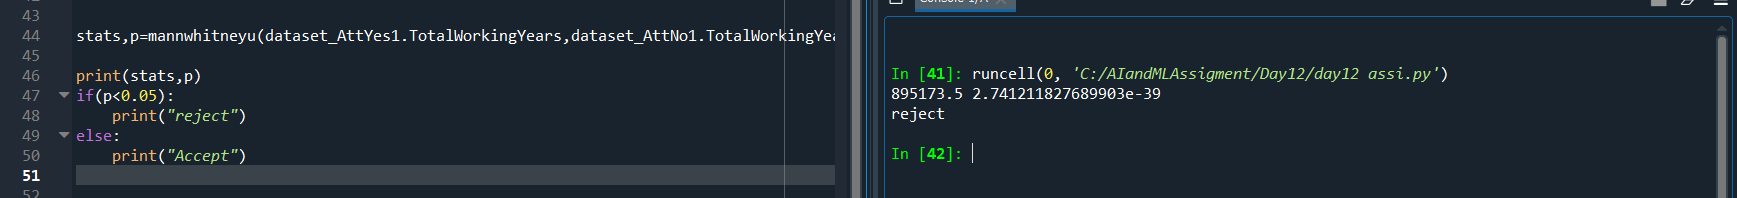 43
44 stats,p=mannwhitneyu(dataset_AttYes1.TotalWorkingYears,dataset_AttNo1.TotalWorkingYea
45
46 print(stats,p)
47 if(p<0.05):
48 print("reject")
49 else:
50 print("Accept")
51
52
Console 1/A
In [41]: runcell(0, 'C:/AIandMLAssigment/Day12/day12 assi.py')
895173.5 2.741211827689903e-39
reject
In [42]: